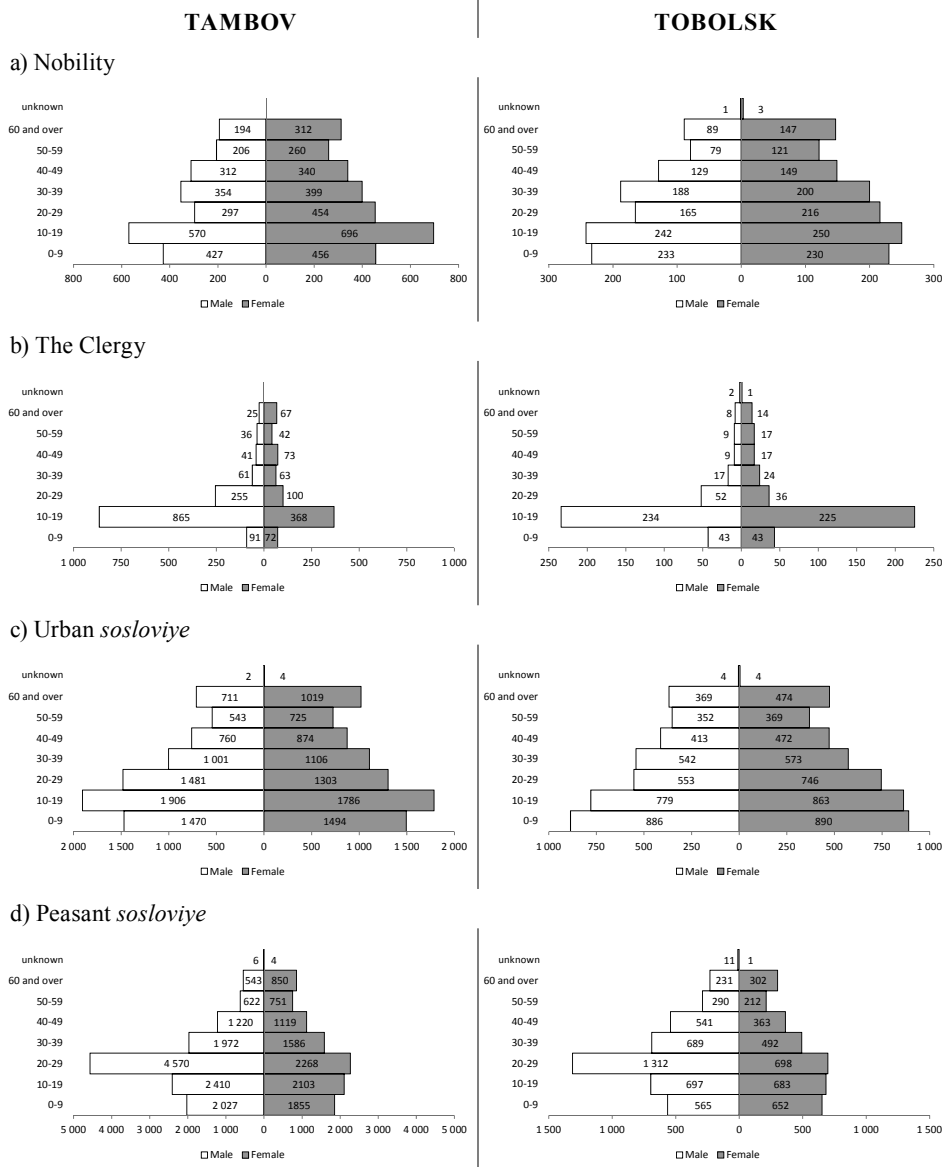 TAMBOV TOBOLSK
a) Nobility
unknown
60 and over 194 312
50-59 206 260
40-49 312 340
30-39 354 399
20-29 297 454
10-19 570 696
0-9 427 456
800 600 400 200 0 200 400 600 800
Male Female
unknown 1 3
60 and over 89 147
50-59 79 121
40-49 129 149
30-39 188 200
20-29 165 216
10-19 242 250
0-9 233 230
300 200 100 0 100 200 300
Male Female
b) The Clergy
unknown
60 and over 25 67
50-59 36 42
40-49 41 73
30-39 61 63
20-29 255 100
10-19 865 368
0-9 91 72
1 000 750 500 250 0 250 500 750 1 000
Male Female
unknown 2 1
60 and over 8 14
50-59 9 17
40-49 9 17
30-39 17 24
20-29 52 36
10-19 234 225
0-9 43 43
250 200 150 100 50 0 50 100 150 200 250
Male Female
c) Urban sosloviye
unknown 2 4
60 and over 711 1019
50-59 543 725
40-49 760 874
30-39 1 001 1106
20-29 1 481 1303
10-19 1 906 1786
0-9 1 470 1494
2 000 1 500 1 000 500 0 500 1 000 1 500 2 000
Male Female
unknown 4 4
60 and over 369 474
50-59 352 369
40-49 413 472
30-39 542 573
20-29 553 746
10-19 779 863
0-9 886 890
1 000 750 500 250 0 250 500 750 1 000
Male Female
d) Peasant sosloviye
unknown 6 4
60 and over 543 850
50-59 622 751
40-49 1 220 1119
30-39 1 972 1586
20-29 4 570 2268
10-19 2 410 2103
0-9 2 027 1855
5 000 4 000 3 000 2 000 1 000 0 1 000 2 000 3 000 4 000 5 000
Male Female
unknown 11 1
60 and over 231 302
50-59 290 212
40-49 541 363
30-39 689 492
20-29 1 312 698
10-19 697 683
0-9 565 652
1 500 1 000 500 0 500 1 000 1 500
Male Female